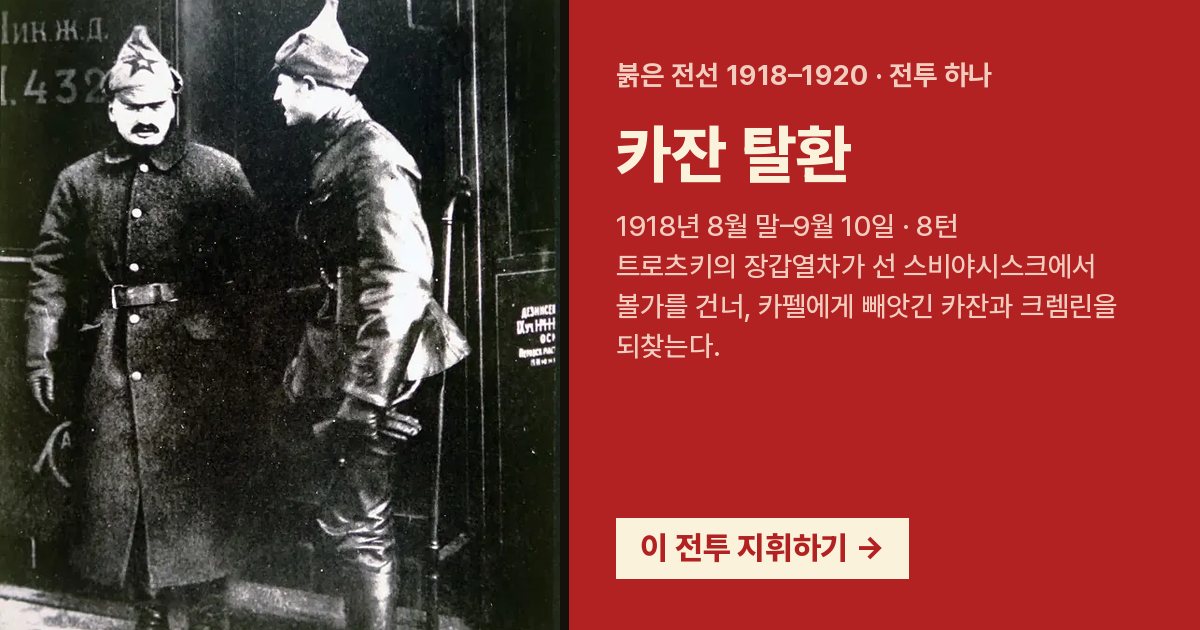 Ник.Ж.Д.
432
붉은 전선 1918–1920 · 전투 하나
카잔 탈환
1918년 8월 말–9월 10일 · 8턴
트로츠키의 장갑열차가 선 스비야시스크에서
볼가를 건너, 카펠에게 빼앗긴 카잔과 크렘린을
되찾는다.
이 전투 지휘하기 →